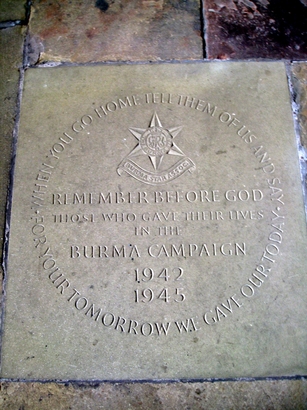 WHEN YOU GO HOME TELL THEM OF US AND SAY
FOR YOUR TOMORROW WE GAVE OUR TODAY
BURMA STAR ASSOC
REMEMBER BEFORE GOD
THOSE WHO GAVE THEIR LIVES
IN THE
BURMA CAMPAIGN
1942
1945